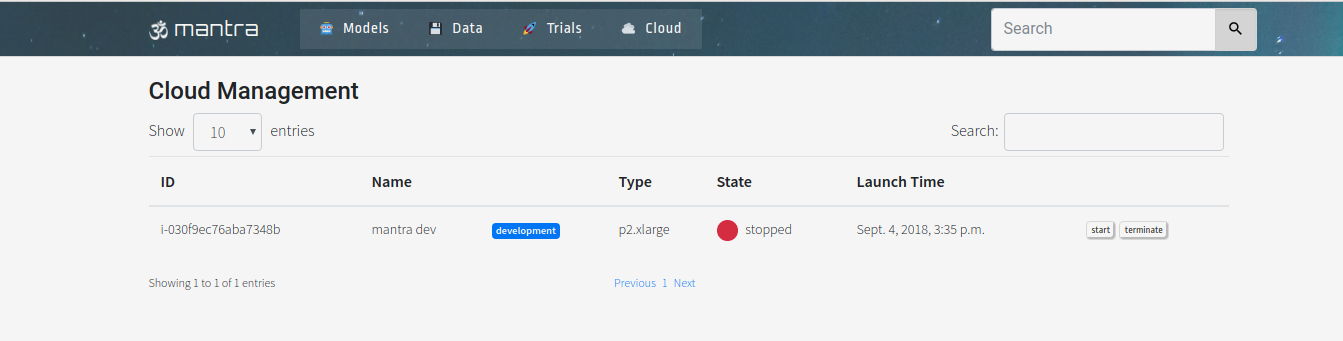 ॐ mantra Models Data Trials Cloud Search
Cloud Management
Show 10 entries Search:
ID Name Type State Launch Time
i-030f9ec76aba7348b mantra dev development p2.xlarge stopped Sept. 4, 2018, 3:35 p.m. start terminate
Showing 1 to 1 of 1 entries Previous 1 Next